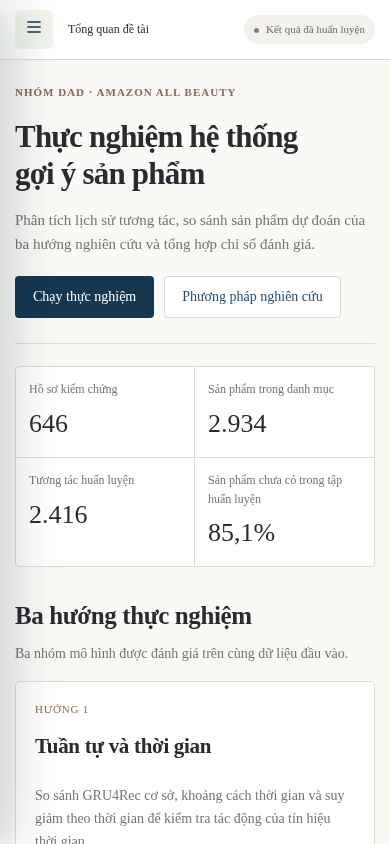 Tổng quan đề tài
Kết quả đã huấn luyện
NHÓM DAD · AMAZON ALL BEAUTY
Thực nghiệm hệ thống
gợi ý sản phẩm
Phân tích lịch sử tương tác, so sánh sản phẩm dự đoán của
ba hướng nghiên cứu và tổng hợp chỉ số đánh giá.
Chạy thực nghiệm
Phương pháp nghiên cứu
Hồ sơ kiểm chứng
646
Sản phẩm trong danh mục
2.934
Tương tác huấn luyện
2.416
Sản phẩm chưa có trong tập
huấn luyện
85,1%
Ba hướng thực nghiệm
Ba nhóm mô hình được đánh giá trên cùng dữ liệu đầu vào.
HƯỚNG 1
Tuần tự và thời gian
So sánh GRU4Rec cơ sở, khoảng cách thời gian và suy
giảm theo thời gian để kiểm tra tác động của tín hiệu
thời gian